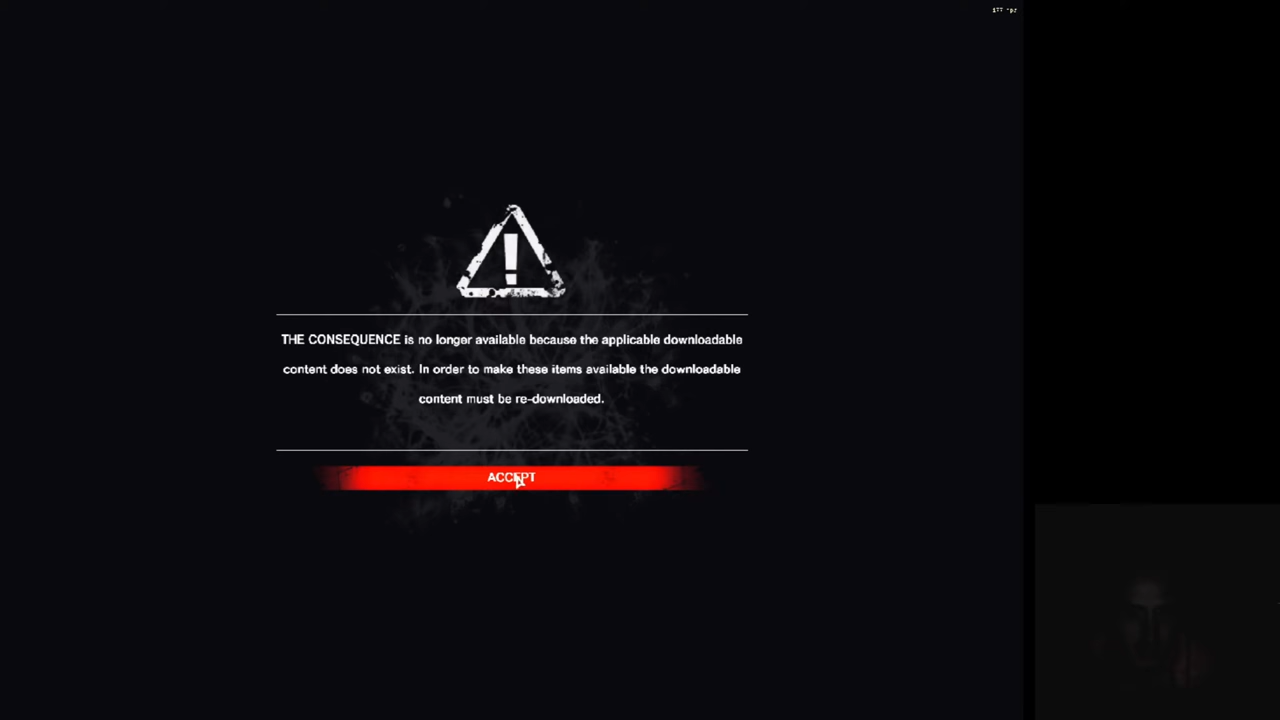 THE CONSEQUENCE is no longer available because the applicable downloadable
content does not exist. In order to make these items available the downloadable
content must be re-downloaded.
ACCEPT